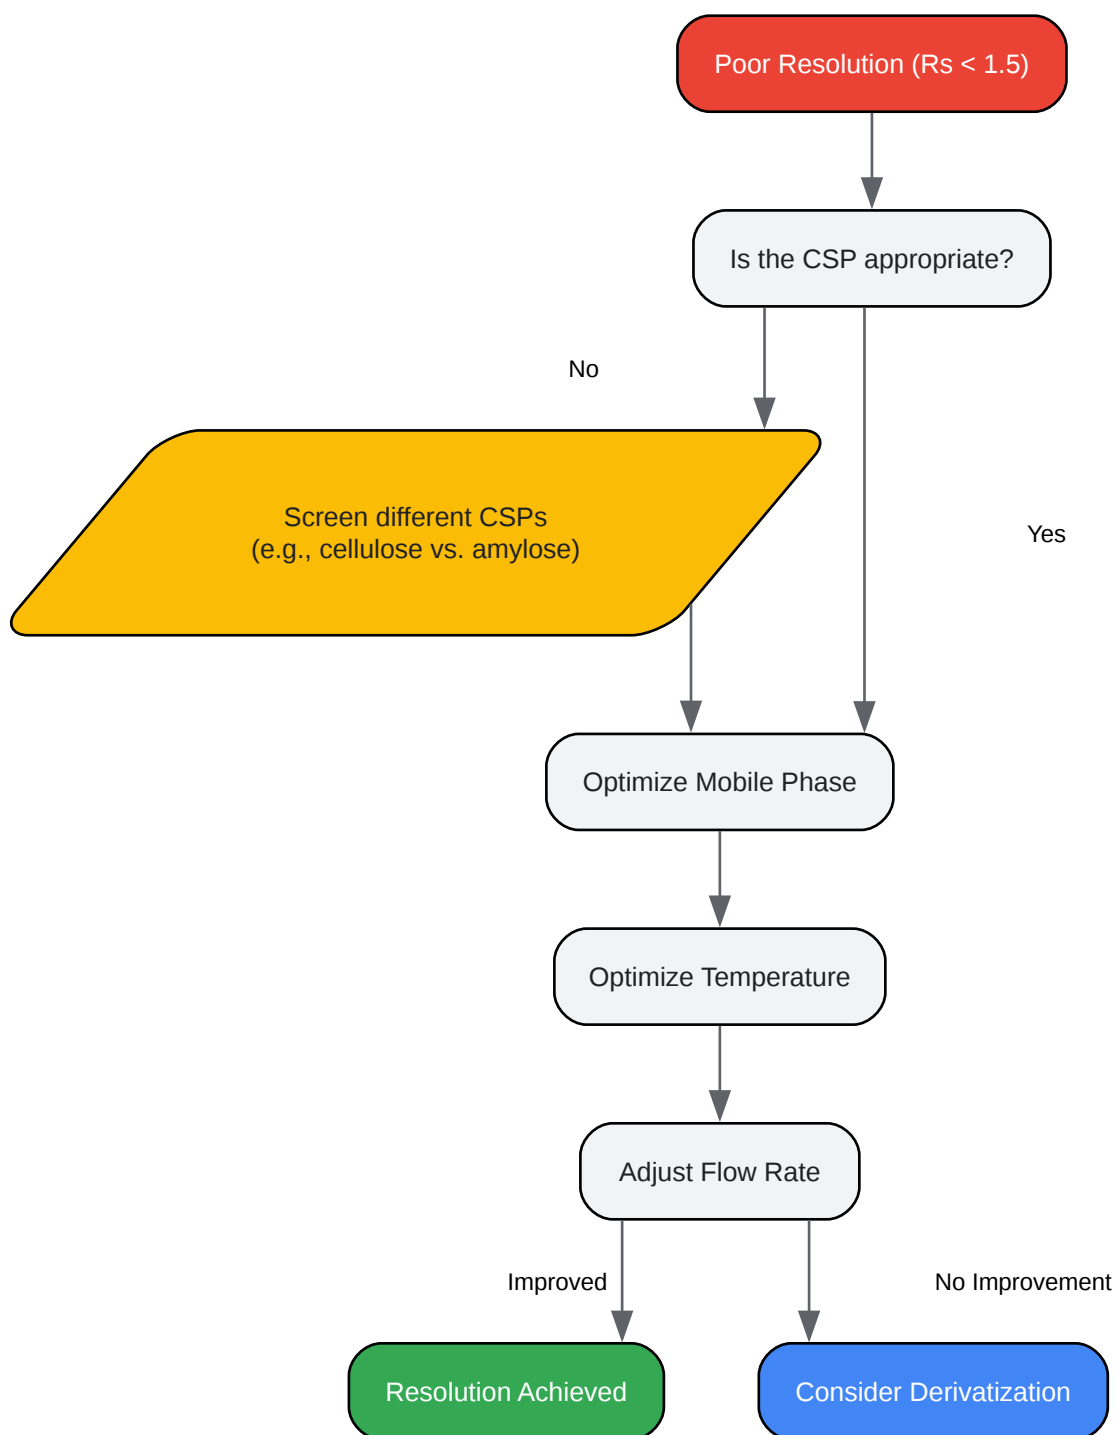 Poor Resolution (Rs < 1.5)
Is the CSP appropriate?
No
Screen different CSPs
(e.g., cellulose vs. amylose)
Yes
Optimize Mobile Phase
Optimize Temperature
Adjust Flow Rate
Improved
No Improvement
Resolution Achieved
Consider Derivatization